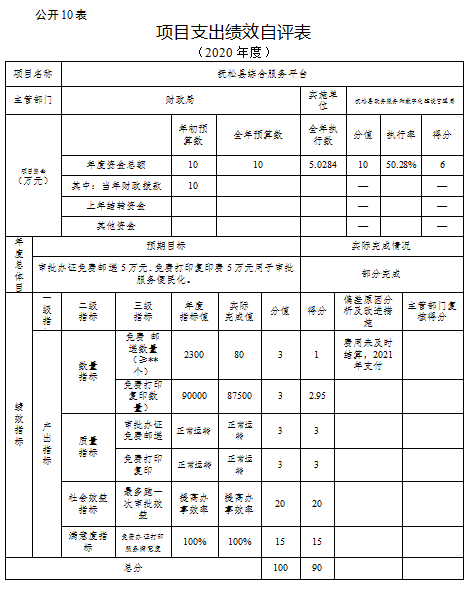 公开10表
项目支出绩效自评表
（2020年度）
项目名称 抚松县综合服务平台
主管部门 财政局 实施单位 抚松县政务服务和数字化建设管理局
项目资金（万元） 年初预算数 全年预算数 全年执行数 分值 执行率 得分
年度资金总额 10 10 5.0284 10 50.28% 6
其中：当年财政拨款 10 — —
上年结转资金 — —
其他资金 — —
年度总体目 预期目标 实际完成情况
审批办证免费邮送5万元、免费打印复印费5万元用于审批服务便民化。 部分完成
绩效指标 一级指 二级指标 三级指标 年度指标值 实际完成值 分值 得分 偏差原因分析及改进措施 主管部门复核得分
产出指标 数量指标 免费邮送数量（≥**个） 2300 80 3 1 费用未及时结算，2021年支付
免费打印复印数量） 90000 87500 3 2.95
质量指标 审批办证免费邮送 正常运转 正常运转 3 3
免费打印复印 正常运转 正常运转 3 3
社会效益指标 最多跑一次审批效益 提高办事效率 提高办事效率 20 20
满意度指标 免费办证打印服务满意度 100% 100% 15 15
总分 100 90